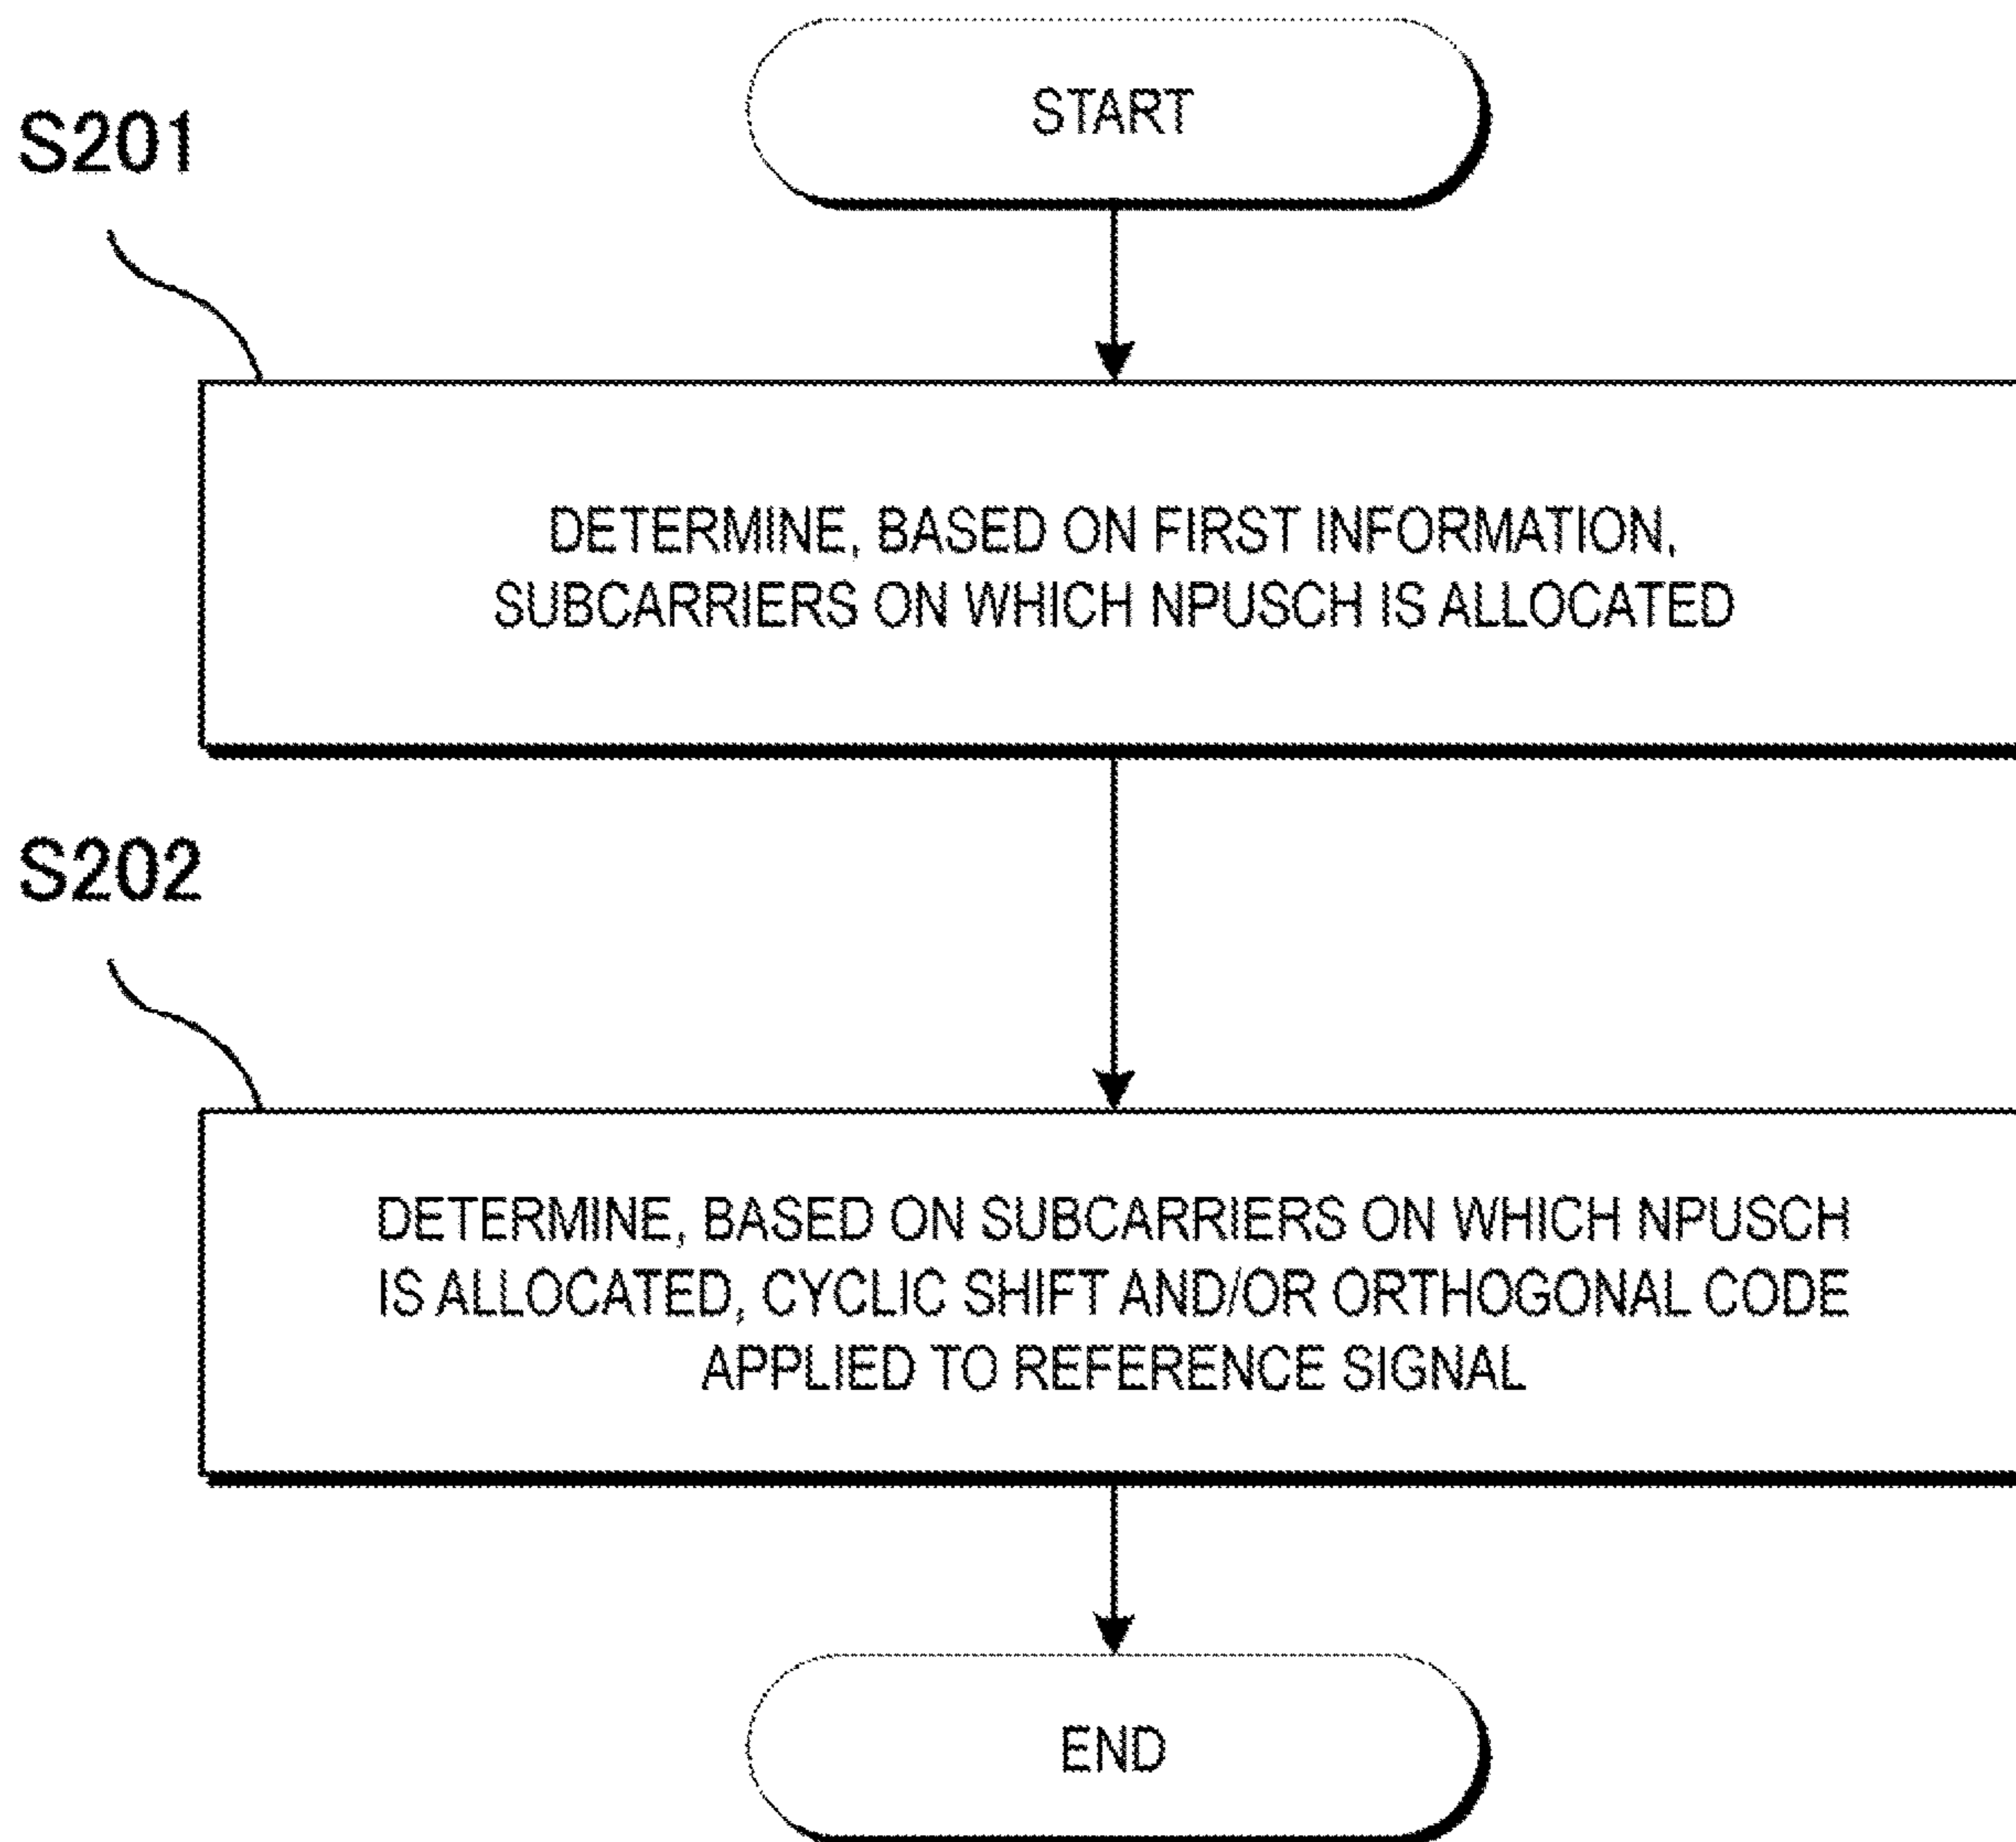 START
S201
DETERMINE, BASED ON FIRST INFORMATION,
SUBCARRIERS ON WHICH NPUSCH IS ALLOCATED
S202
DETERMINE, BASED ON SUBCARRIERS ON WHICH NPUSCH
IS ALLOCATED, CYCLIC SHIFT AND/OR ORTHOGONAL CODE
APPLIED TO REFERENCE SIGNAL
END